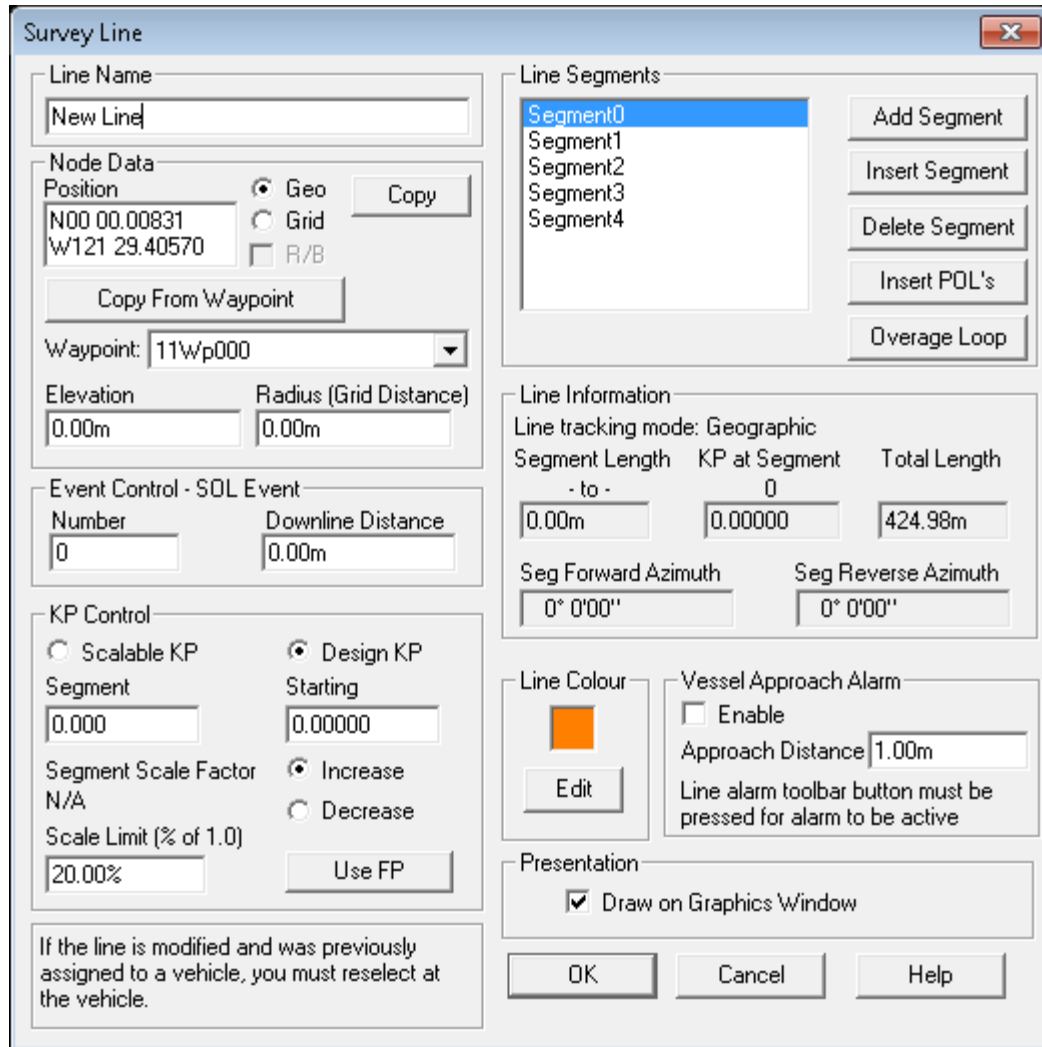 Survey Line
Line Name
New Line
Node Data
Position
N00 00.00831
W121 29.40570
Geo
Grid
R/B
Copy
Copy From Waypoint
Waypoint: 11Wp000
Elevation
Radius (Grid Distance)
0.00m
0.00m
Event Control - SOL Event
Number
Downline Distance
0
0.00m
KP Control
Scalable KP
Design KP
Segment
Starting
0.000
0.00000
Segment Scale Factor
N/A
Increase
Decrease
Scale Limit (% of 1.0)
20.00%
Use FP
If the line is modified and was previously
assigned to a vehicle, you must reselect at
the vehicle.
Line Segments
Segment0
Segment1
Segment2
Segment3
Segment4
Add Segment
Insert Segment
Delete Segment
Insert POL's
Overage Loop
Line Information
Line tracking mode: Geographic
Segment Length
KP at Segment
Total Length
- to -
0
0.00m
0.00000
424.98m
Seg Forward Azimuth
Seg Reverse Azimuth
0° 0'00"
0° 0'00"
Line Colour
Edit
Vessel Approach Alarm
Enable
Approach Distance 1.00m
Line alarm toolbar button must be
pressed for alarm to be active
Presentation
Draw on Graphics Window
OK
Cancel
Help